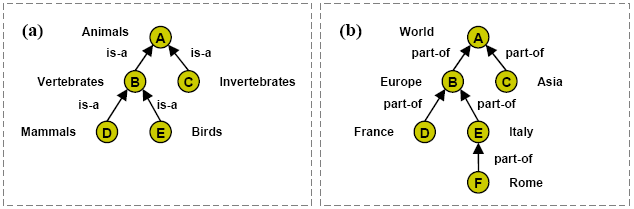 (a)
Animals A
is-a is-a
Vertebrates B C Invertebrates
is-a is-a
Mammals D E Birds
(b)
World A
part-of part-of
Europe B C Asia
part-of part-of
France D E Italy
part-of
F Rome